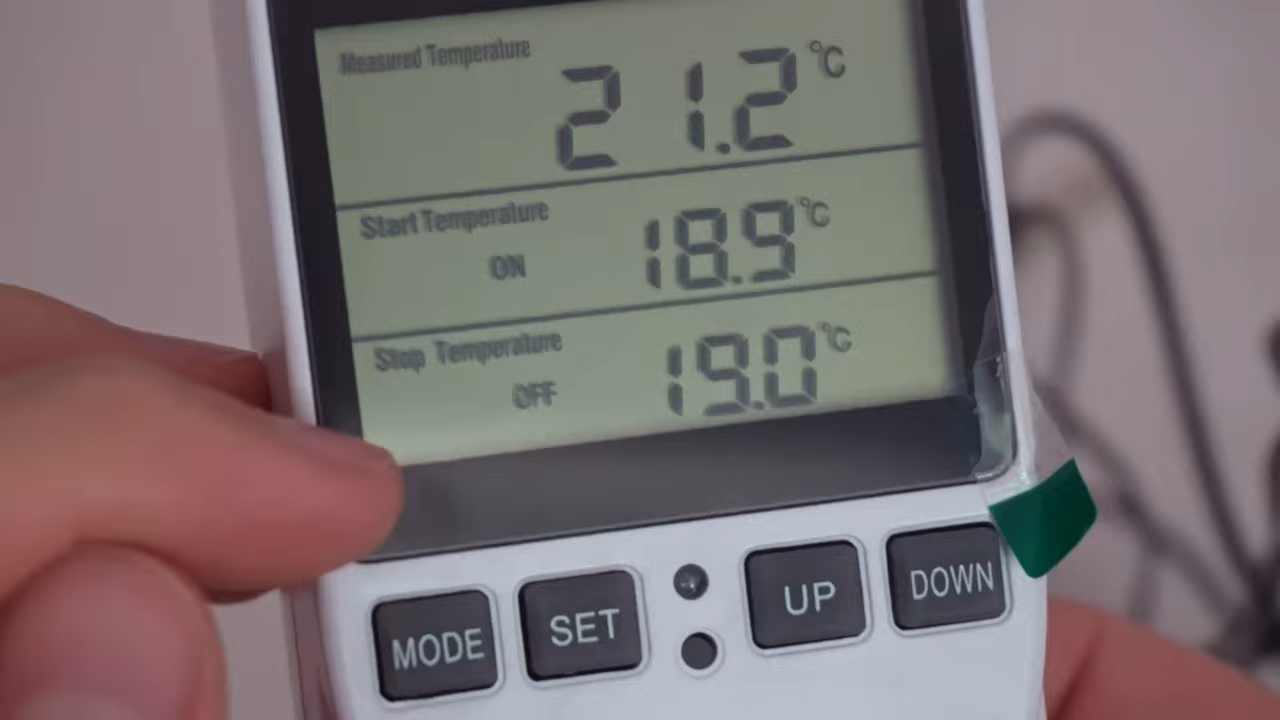 Measured Temperature 21.2 °C
Start Temperature 18.9 °C
ON
Stop Temperature 19.0 °C
OFF
MODE SET UP DOWN